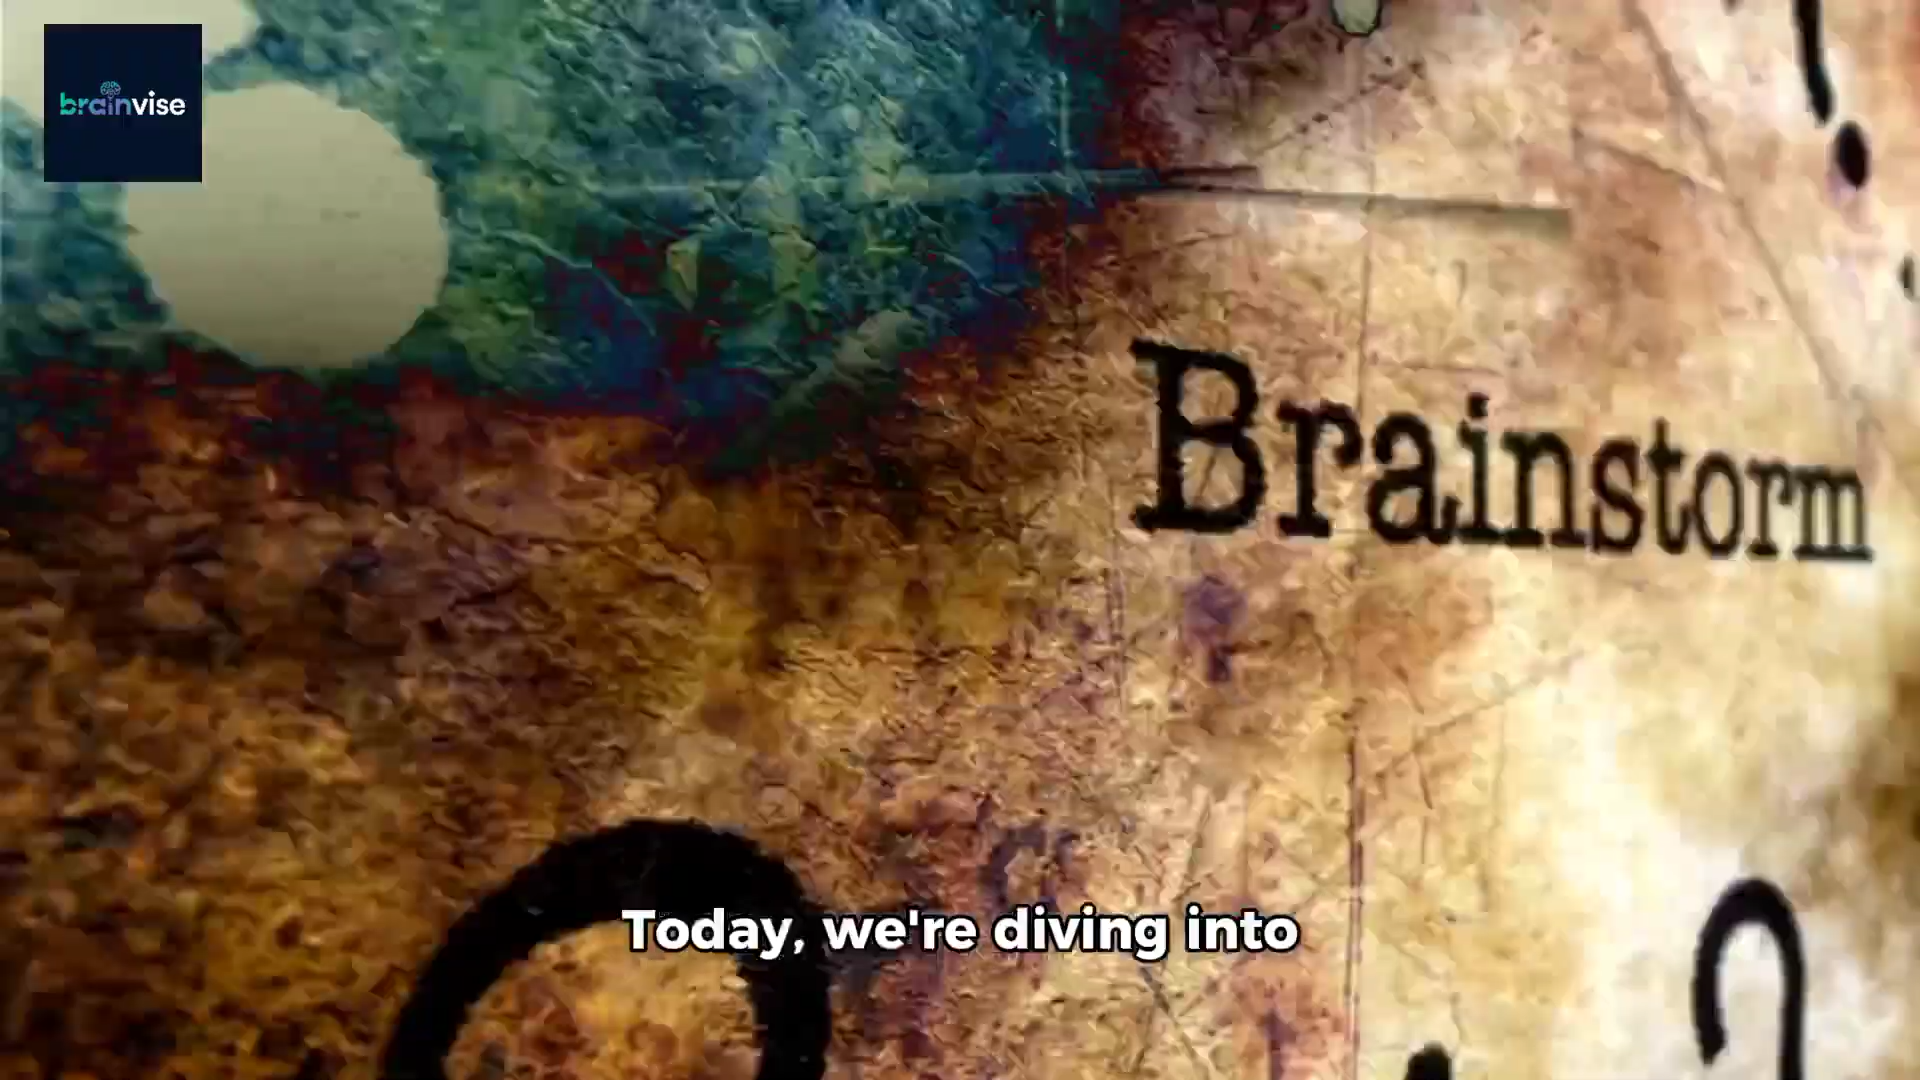 brainvise
Brainstorm
?
?
Today, we're diving into